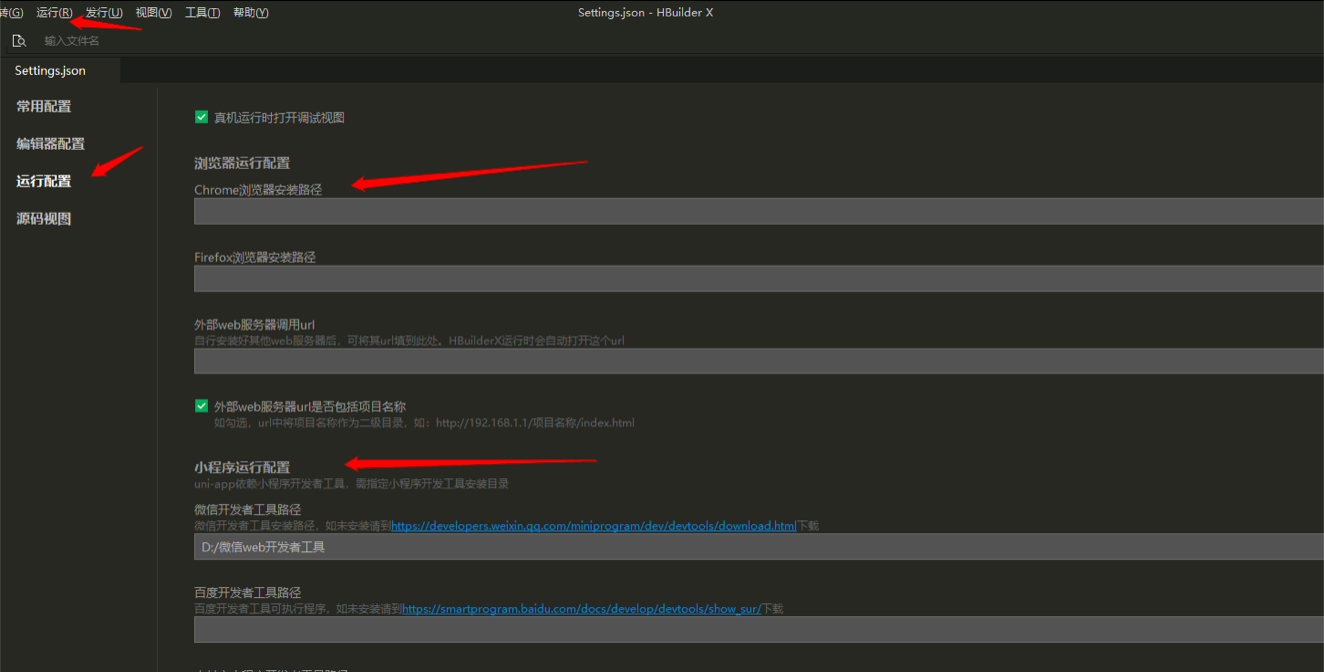 转(G) 运行(R) 发行(U) 视图(V) 工具(T) 帮助(Y) Settings.json - HBuilder X
输入文件名
Settings.json
常用配置
编辑器配置
运行配置
源码视图
真机运行时打开调试视图
浏览器运行配置
Chrome浏览器安装路径
Firefox浏览器安装路径
外部web服务器调用url
自行安装好其他web服务器后，可将其url填到此处。HBuilderX运行时会自动打开这个url
外部web服务器url是否包括项目名称
如勾选，url中将项目名称作为二级目录，如：http://192.168.1.1/项目名称/index.html
小程序运行配置
uni-app依赖小程序开发者工具，需指定小程序开发工具安装目录
微信开发者工具路径
微信开发者工具安装路径，如未安装请到https://developers.weixin.qq.com/miniprogram/dev/devtools/download.html下载
D:/微信web开发者工具
百度开发者工具路径
百度开发者工具可执行程序，如未安装请到https://smartprogram.baidu.com/docs/develop/devtools/show_sur/下载